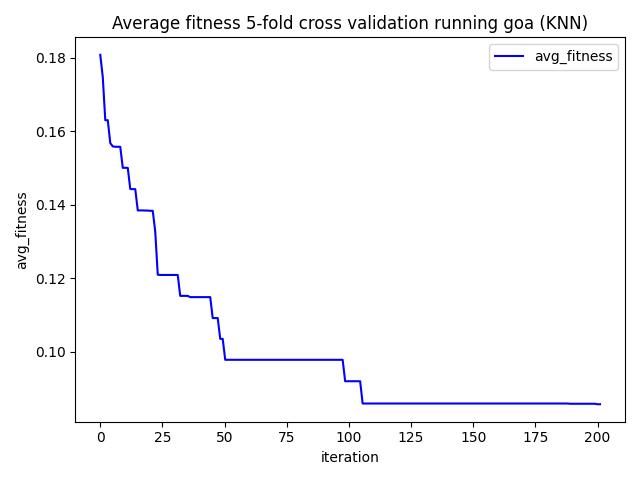 Average fitness 5-fold cross validation running goa (KNN)
avg_fitness
0.18
0.16
0.14
0.12
0.10
avg_fitness
0 25 50 75 100 125 150 175 200
iteration